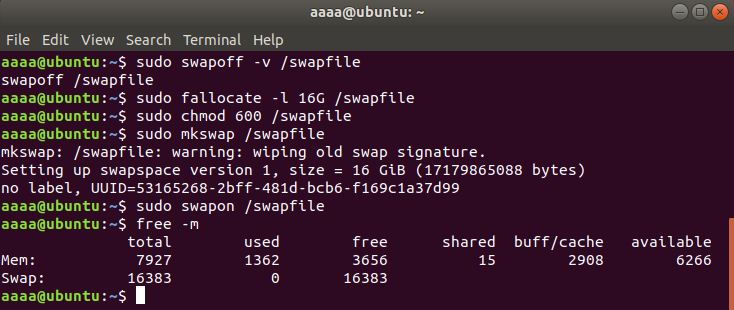 aaaa@ubuntu: ~
File Edit View Search Terminal Help
aaaa@ubuntu:~$ sudo swapoff -v /swapfile
swapoff /swapfile
aaaa@ubuntu:~$ sudo fallocate -l 16G /swapfile
aaaa@ubuntu:~$ sudo chmod 600 /swapfile
aaaa@ubuntu:~$ sudo mkswap /swapfile
mkswap: /swapfile: warning: wiping old swap signature.
Setting up swapspace version 1, size = 16 GiB (17179865088 bytes)
no label, UUID=53165268-2bff-481d-bcb6-f169c1a37d99
aaaa@ubuntu:~$ sudo swapon /swapfile
aaaa@ubuntu:~$ free -m
              total        used        free      shared  buff/cache   available
Mem:           7927        1362        3656          15        2908        6266
Swap:         16383           0       16383
aaaa@ubuntu:~$